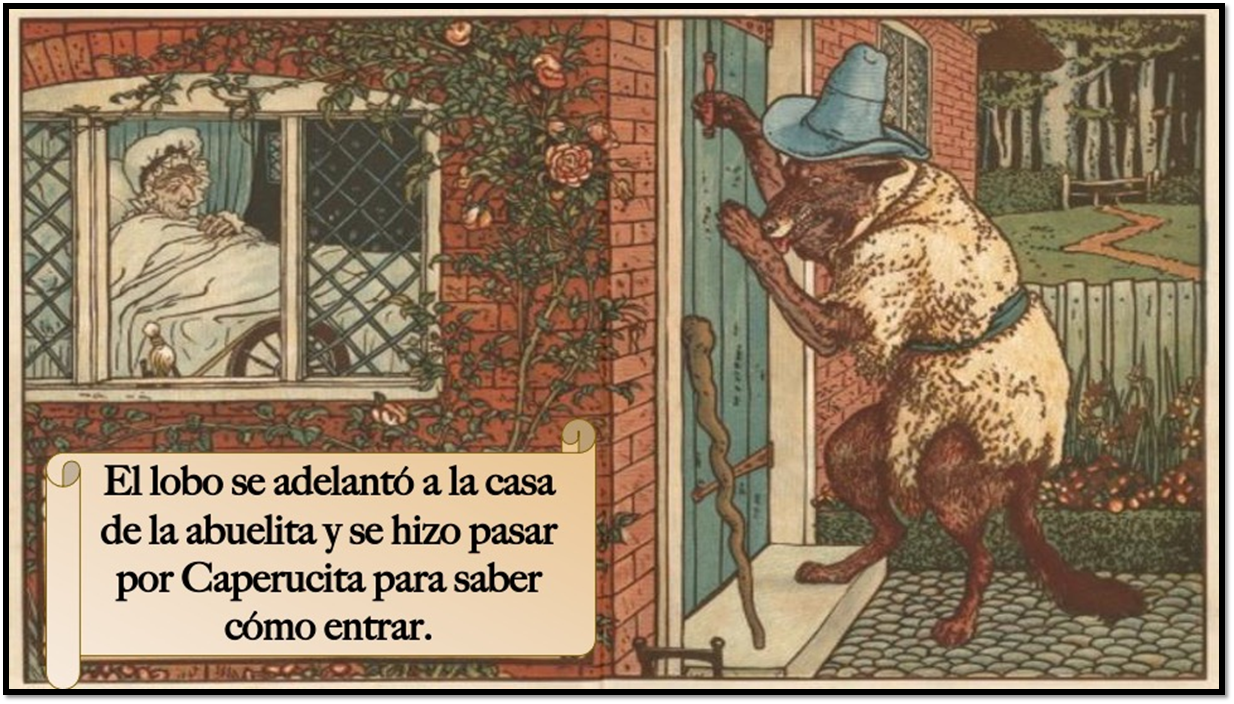 El lobo se adelantó a la casa
de la abuelita y se hizo pasar
por Caperucita para saber
cómo entrar.